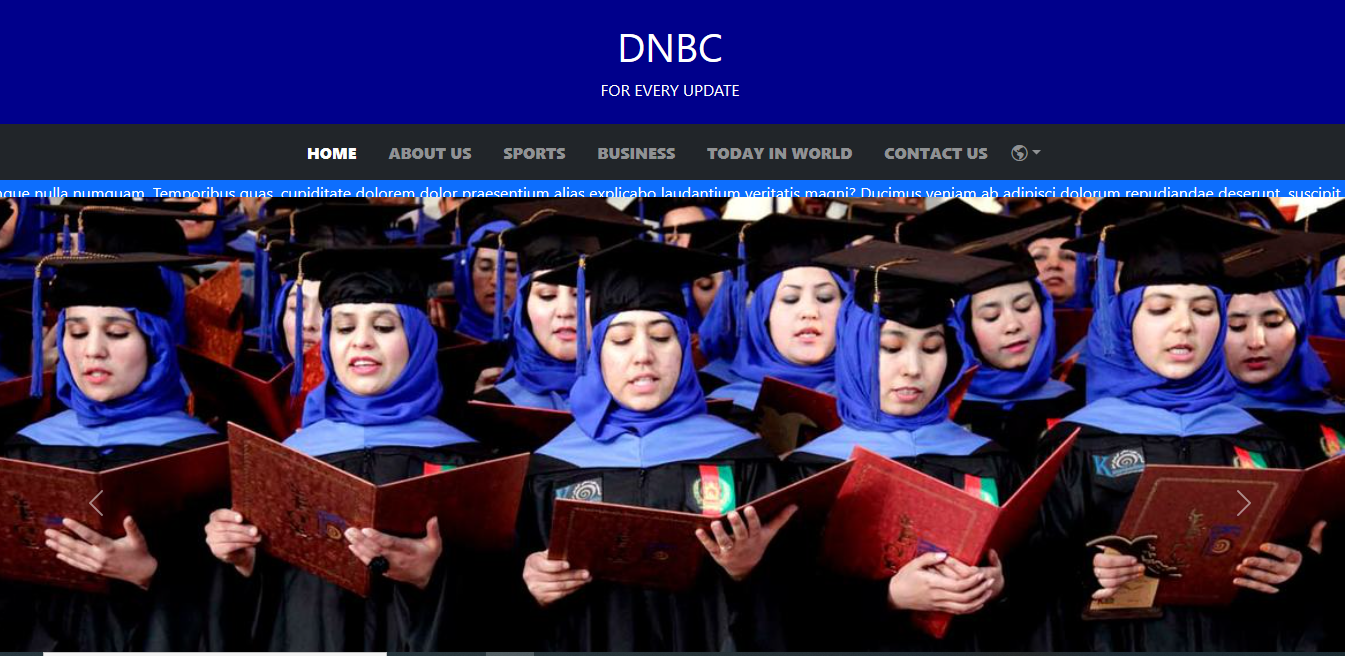 DNBC
FOR EVERY UPDATE
HOME ABOUT US SPORTS BUSINESS TODAY IN WORLD CONTACT US
nulla numquam. Temporibus quas, cupiditate dolorem dolor praesentium alias explicabo laudantium veritatis magni? Ducimus veniam ab adipisci dolorum repudiandae deserunt, suscipit